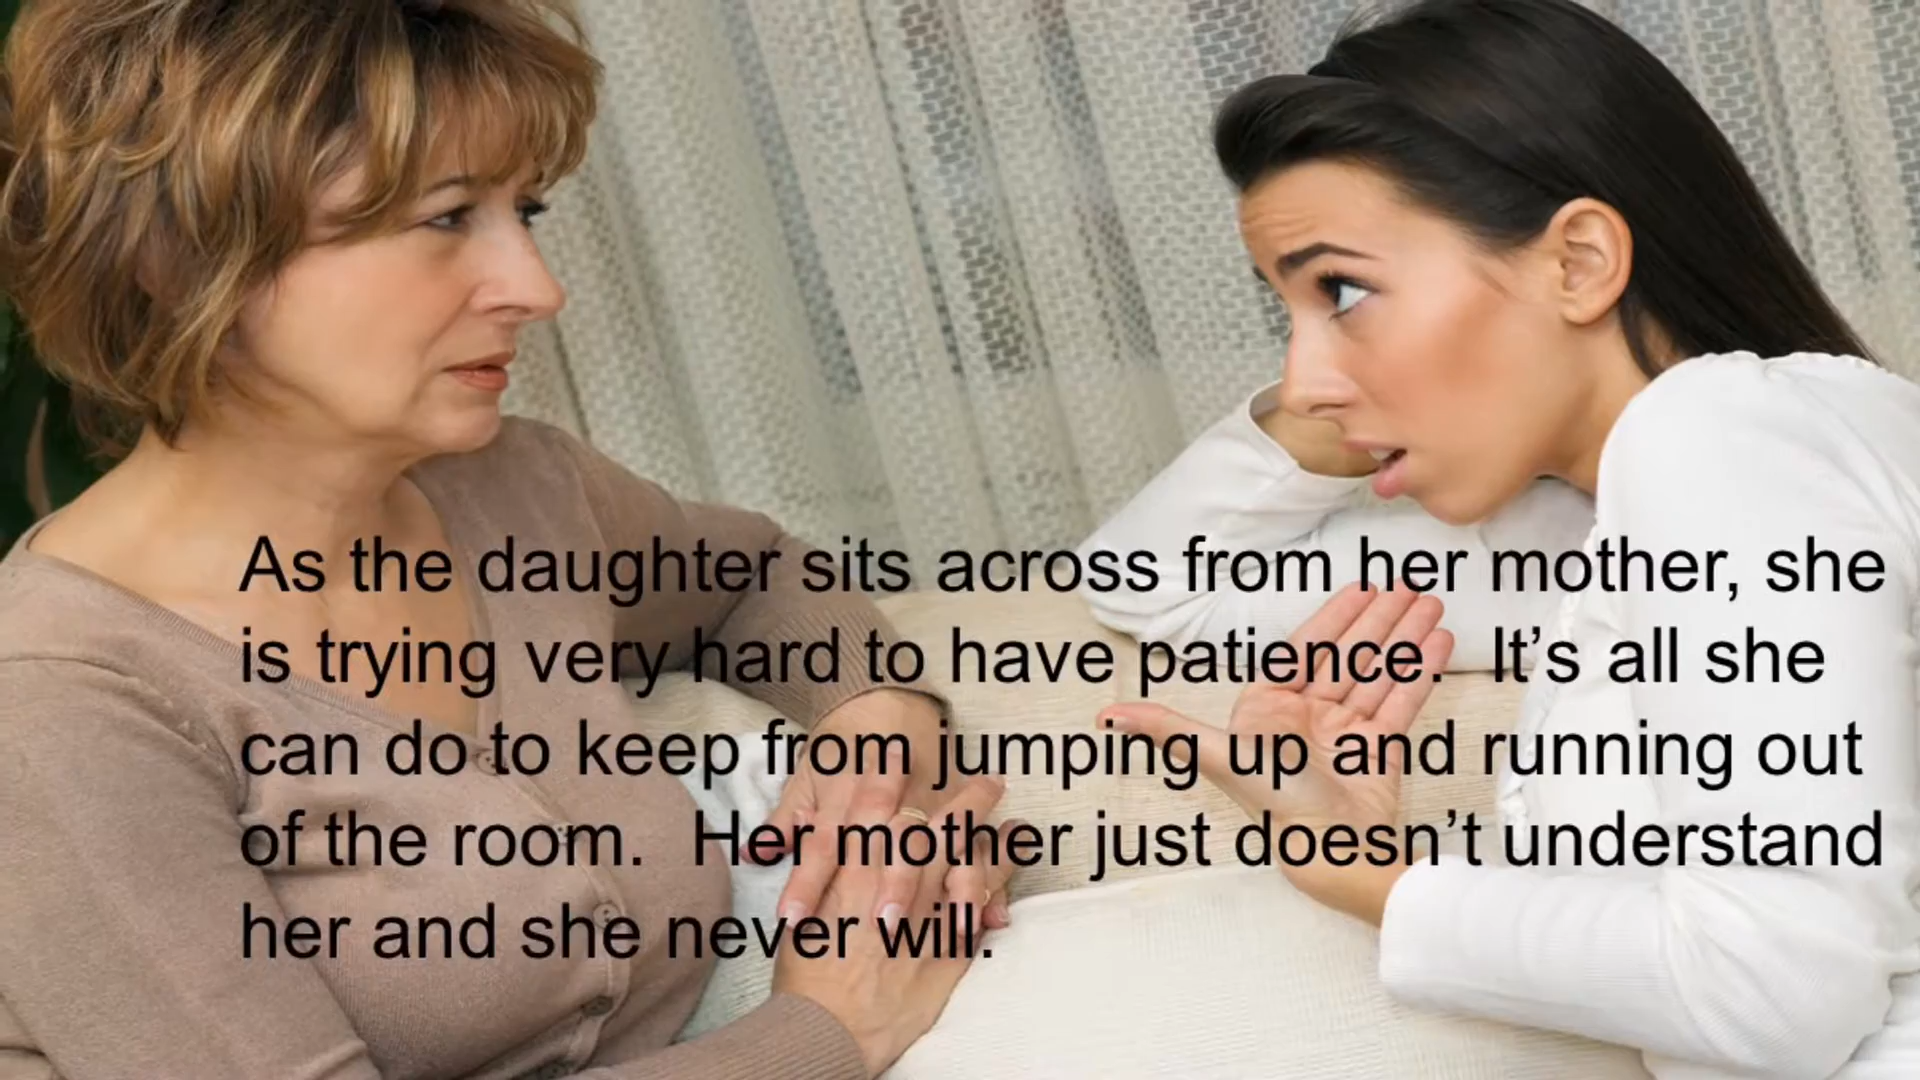 As the daughter sits across from her mother, she
is trying very hard to have patience.  It’s all she
can do to keep from jumping up and running out
of the room.  Her mother just doesn’t understand
her and she never will.